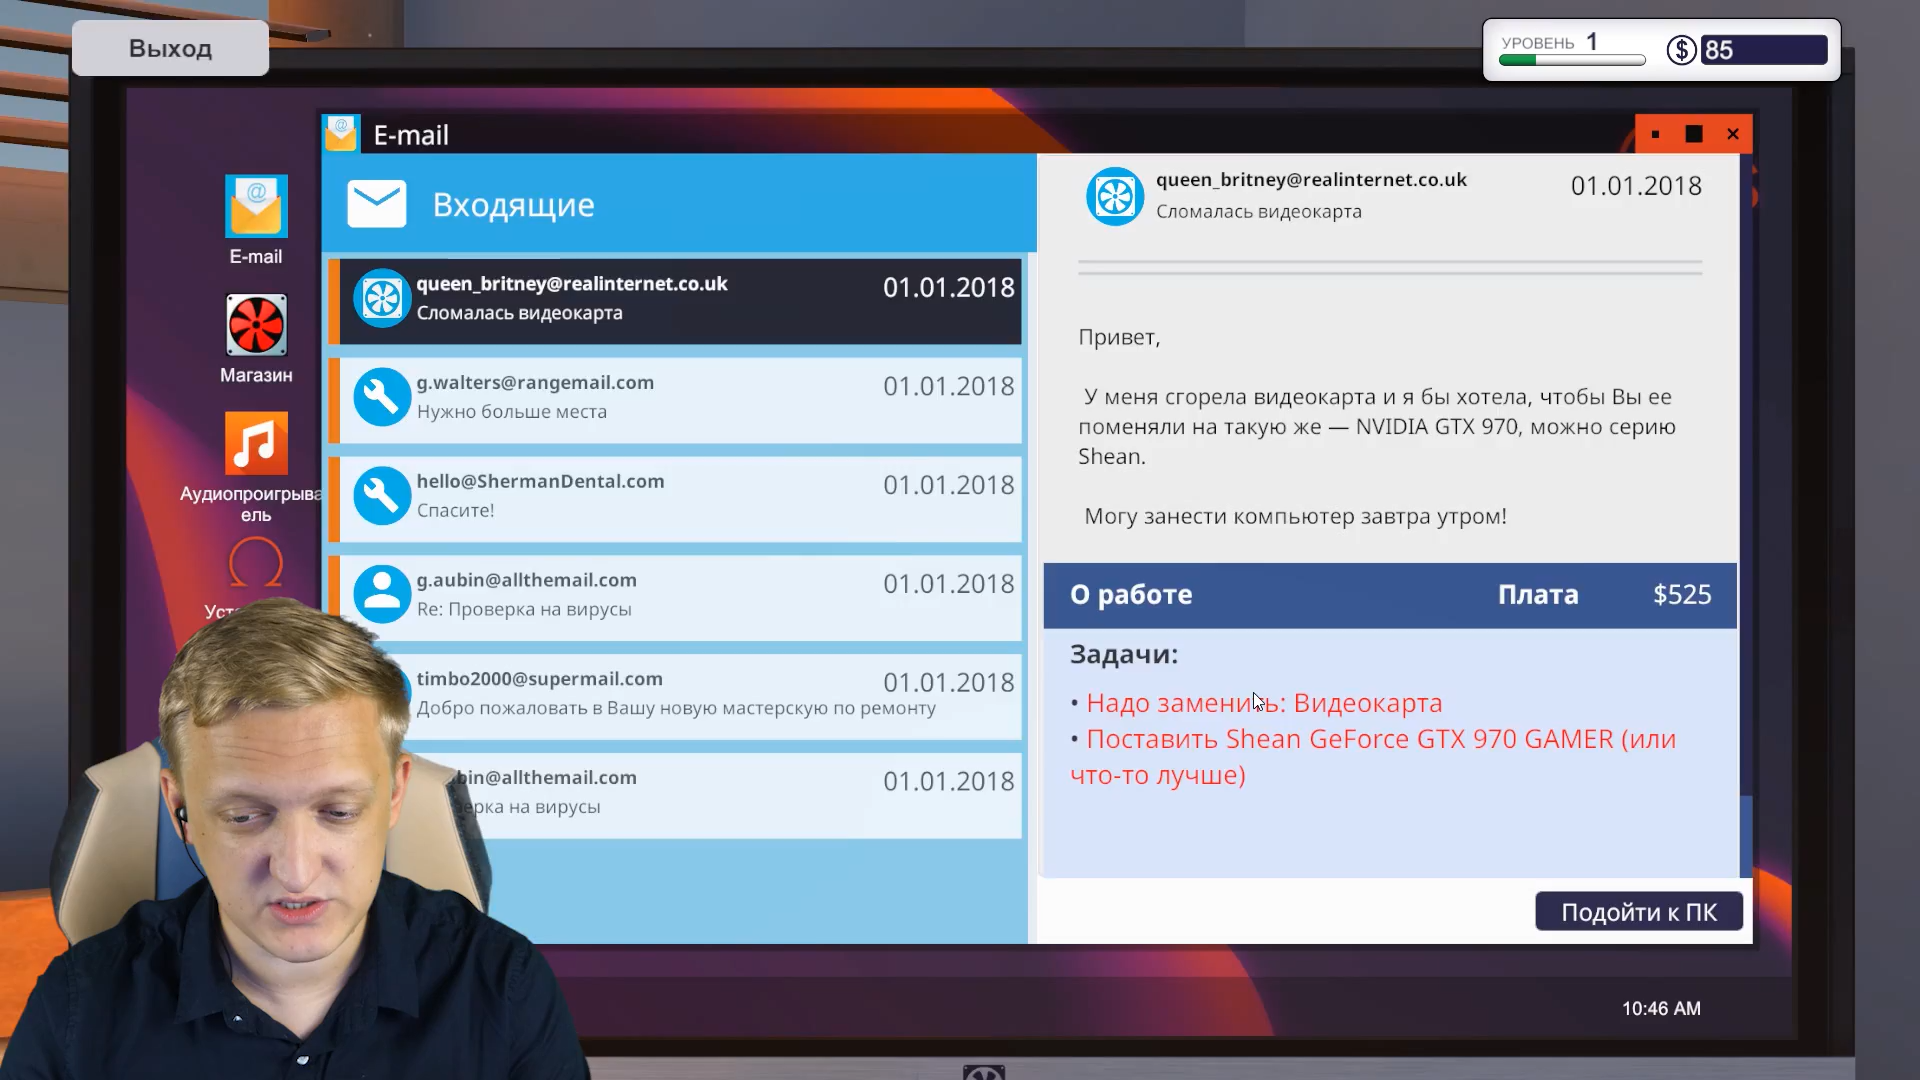 Выход
УРОВЕНЬ 1
$ 85
E-mail
E-mail
Магазин
Аудиопроигрыва
ель
Входящие
queen_britney@realinternet.co.uk
01.01.2018
Сломалась видеокарта
g.walters@rangemail.com
01.01.2018
Нужно больше места
hello@ShermanDental.com
01.01.2018
Спасите!
g.aubin@allthemail.com
01.01.2018
Re: Проверка на вирусы
timbo2000@supermail.com
01.01.2018
Добро пожаловать в Вашу новую мастерскую по ремонту
bin@allthemail.com
01.01.2018
ерка на вирусы
queen_britney@realinternet.co.uk
01.01.2018
Сломалась видеокарта
Привет,
У меня сгорела видеокарта и я бы хотела, чтобы Вы ее
поменяли на такую же — NVIDIA GTX 970, можно серию
Shean.
Могу занести компьютер завтра утром!
О работе Плата $525
Задачи:
• Надо заменить: Видеокарта
• Поставить Shean GeForce GTX 970 GAMER (или
что-то лучше)
Подойти к ПК
10:46 AM